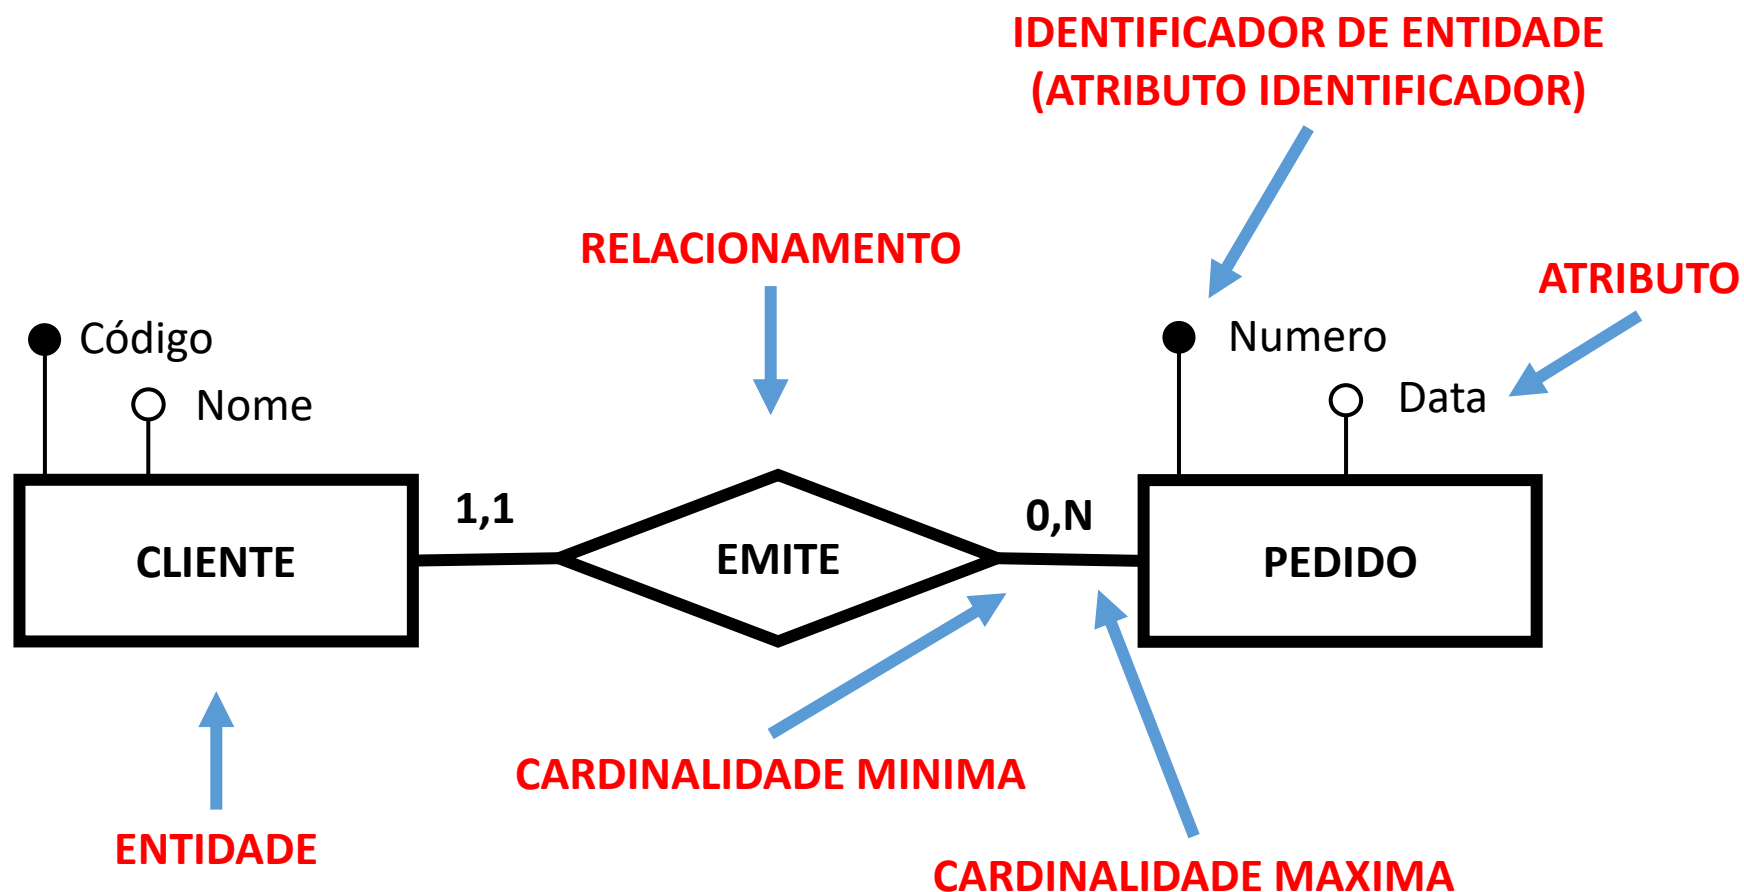 IDENTIFICADOR DE ENTIDADE
(ATRIBUTO IDENTIFICADOR)
RELACIONAMENTO
ATRIBUTO
Código
Numero
Nome
Data
1,1
0,N
CLIENTE
EMITE
PEDIDO
CARDINALIDADE MINIMA
ENTIDADE
CARDINALIDADE MAXIMA